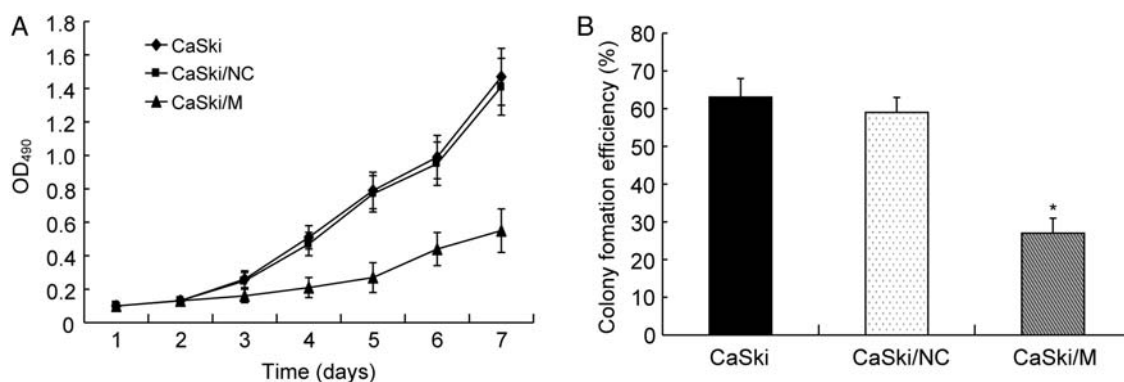 A
1.8
1.6
1.4
1.2
1.0
0.8
0.6
0.4
0.2
0
OD490
CaSki
CaSki/NC
CaSki/M
1 2 3 4 5 6 7
Time (days)
B
80
70
60
50
40
30
20
10
0
Colony fomation efficiency (%)
*
CaSki CaSki/NC CaSki/M